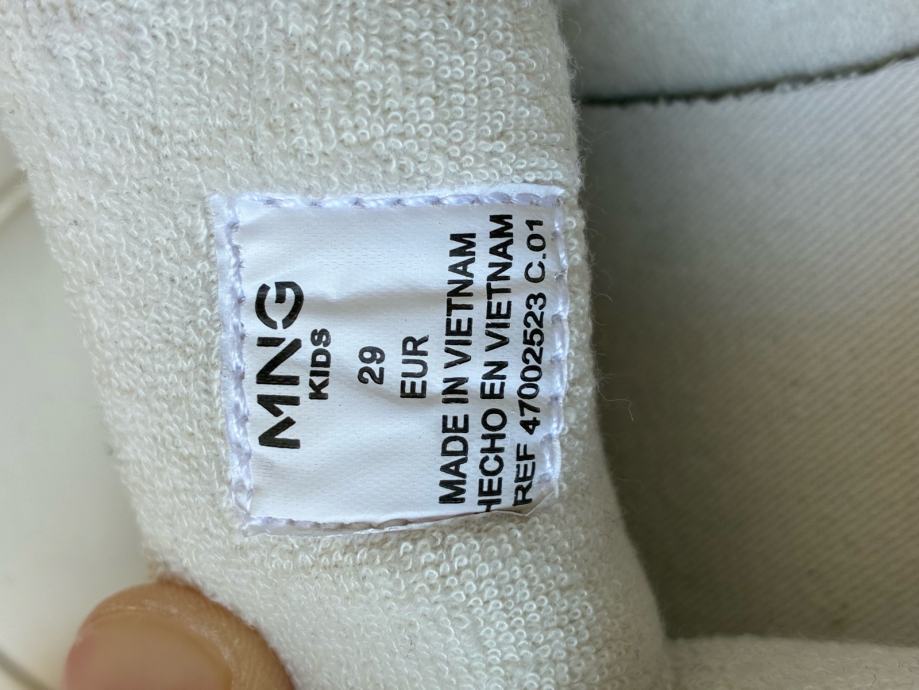 MNG
KIDS
29
EUR
MADE IN VIETNAM
HECHO EN VIETNAM
REF 47002523 C.01